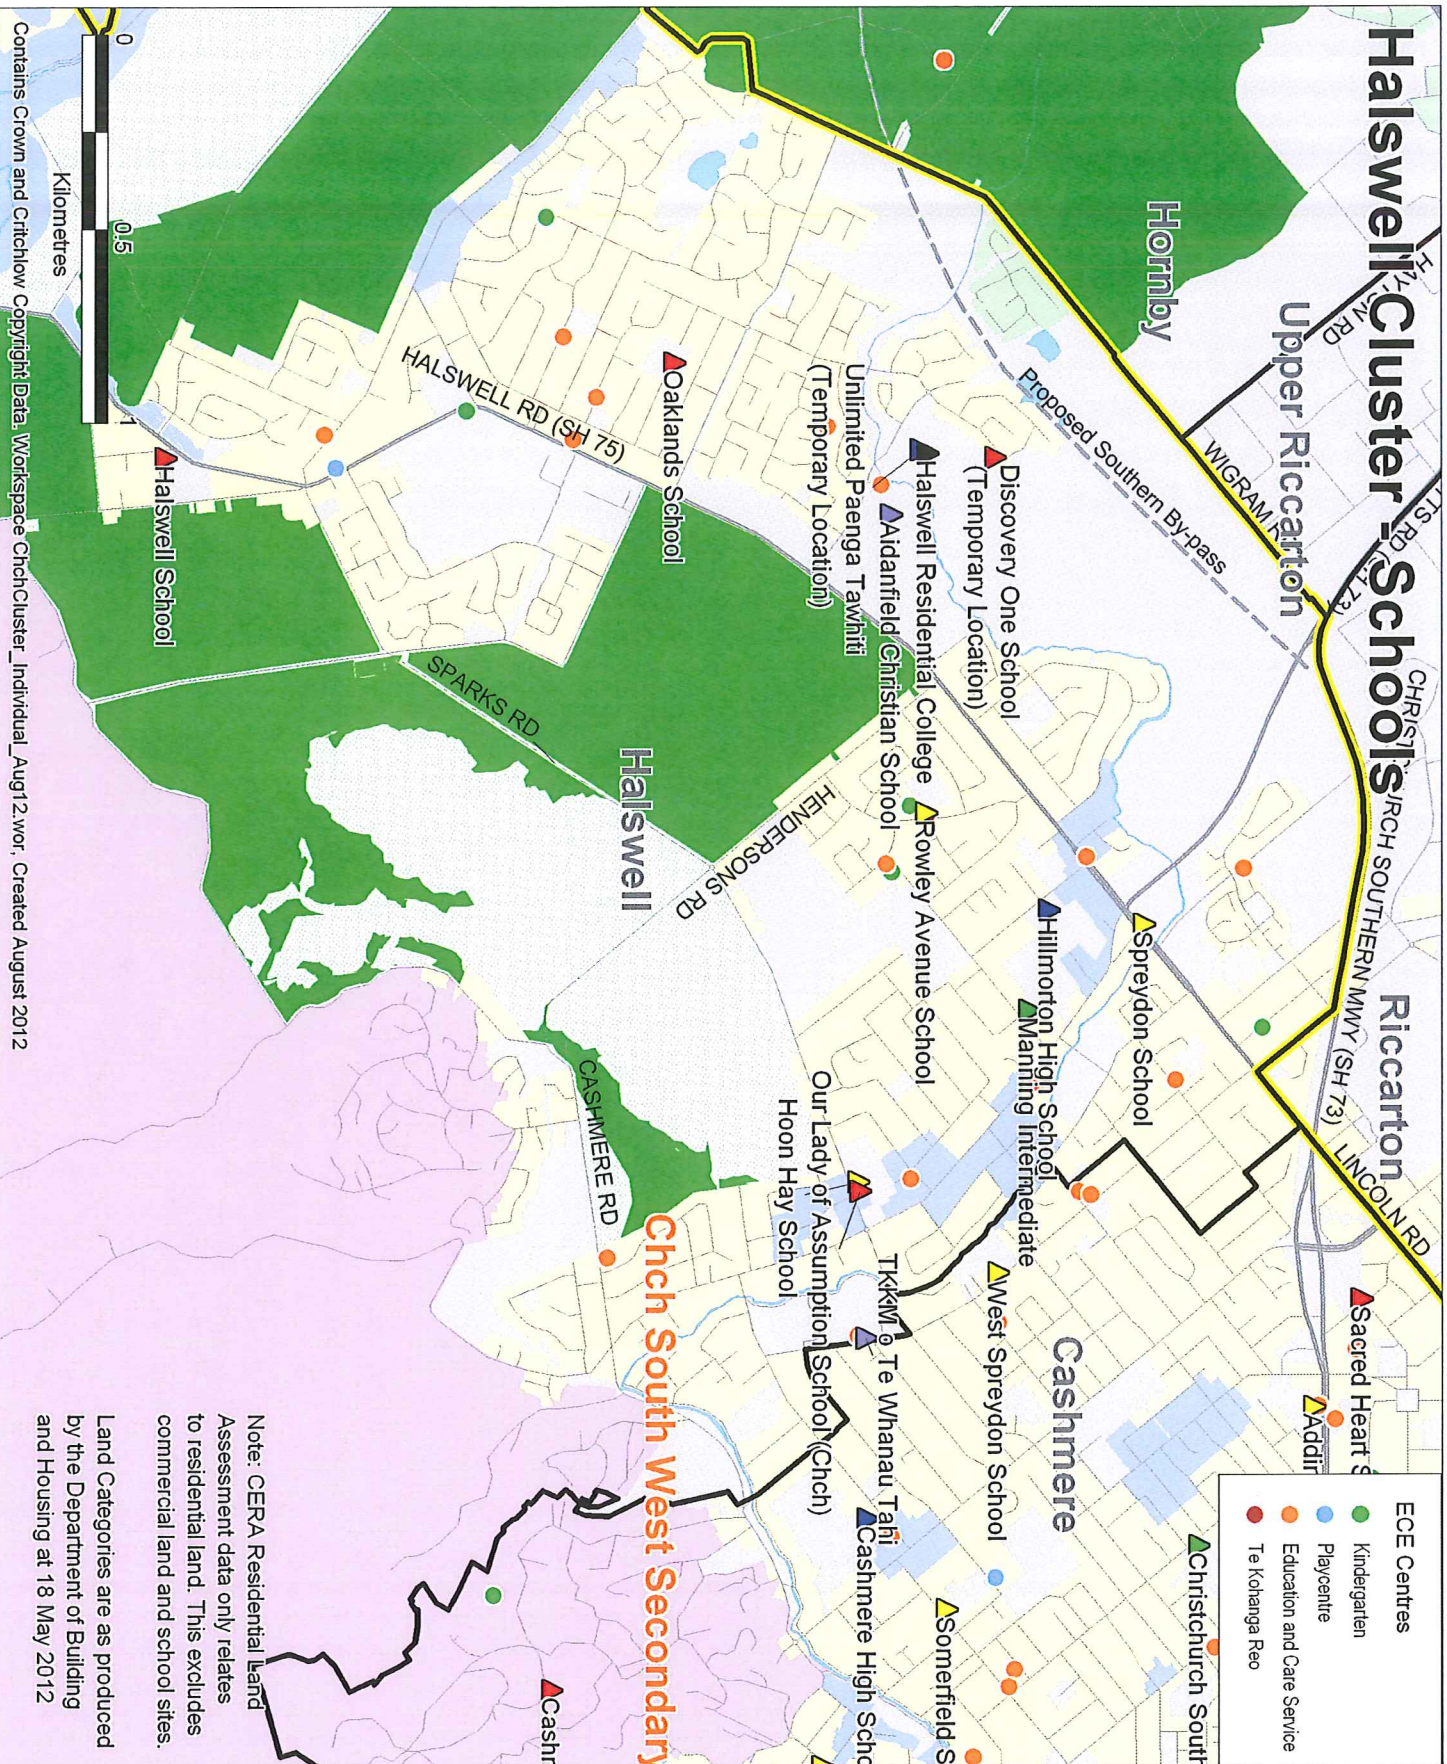 Halswell Cluster - Schools
ECE Centres
Kindergarten
Playcentre
Education and Care Service
Te Kohanga Reo
Hornby
Upper Riccarton
Riccarton
CHRISTCHURCH SOUTHERN MWY (SH 73)
LINCOLN RD
Proposed Southern By-pass
Sacred Heart
Discovery One School
(Temporary Location)
Halswell Residential College
Aidanfield Christian School
Unlimited Paenga Tawhiti
(Temporary Location)
Spreydon School
Hillmorton High School
Manning Intermediate
Rowley Avenue School
West Spreydon School
Cashmere
Christchurch South
Oaklands School
HALSWELL RD (SH 75)
HENDERSONS RD
Halswell
SPARKS RD
Our Lady of Assumption School (Chch)
Hoon Hay School
TKKM o Te Whanau Tahi
Cashmere High Scho
Somerfield S
Chch South West Secondary
CASHMERE RD
Halswell School
Cashm
0
0.5
1
Kilometres
Note: CERA Residential Land
Assessment data only relates
to residential land. This excludes
commercial land and school sites.
Land Categories are as produced
by the Department of Building
and Housing at 18 May 2012
Contains Crown and Critchlow Copyright Data. Workspace ChchCluster_Individual_Aug12.wor, Created August 2012